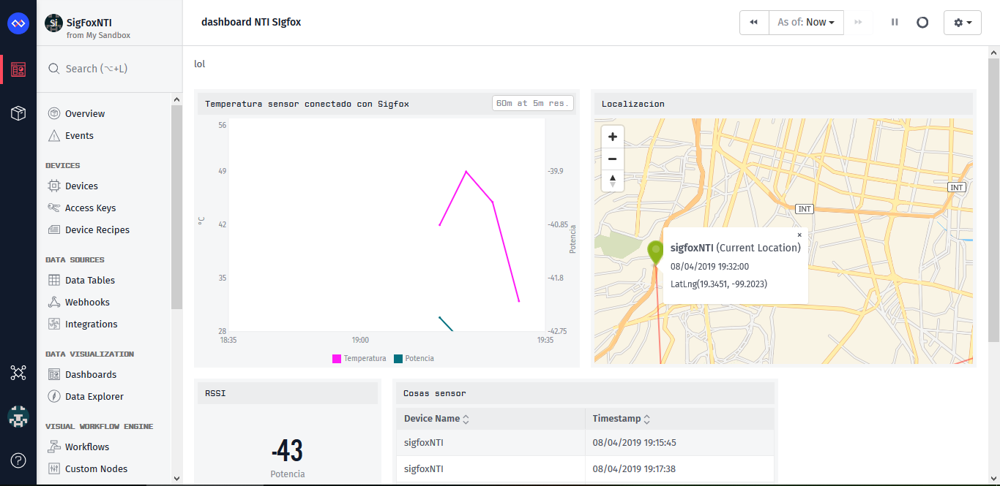 SigFoxNTI
from My Sandbox
Search (⌥+L)
Overview
Events
DEVICES
Devices
Access Keys
Device Recipes
DATA SOURCES
Data Tables
Webhooks
Integrations
DATA VISUALIZATION
Dashboards
Data Explorer
VISUAL WORKFLOW ENGINE
Workflows
Custom Nodes
dashboard NTI SIgfox
As of: Now
lol
Temperatura sensor conectado con Sigfox
60m at 5m res.
56
49
42
35
28
°C
-39.9
-40.85
-41.8
-42.75
Potencia
18:35
19:00
19:35
Temperatura
Potencia
Localizacion
INT
INT
sigfoxNTI (Current Location)
08/04/2019 19:32:00
LatLng(19.3451, -99.2023)
RSSI
-43
Potencia
Cosas sensor
Device Name
Timestamp
sigfoxNTI
08/04/2019 19:15:45
sigfoxNTI
08/04/2019 19:17:38
Si